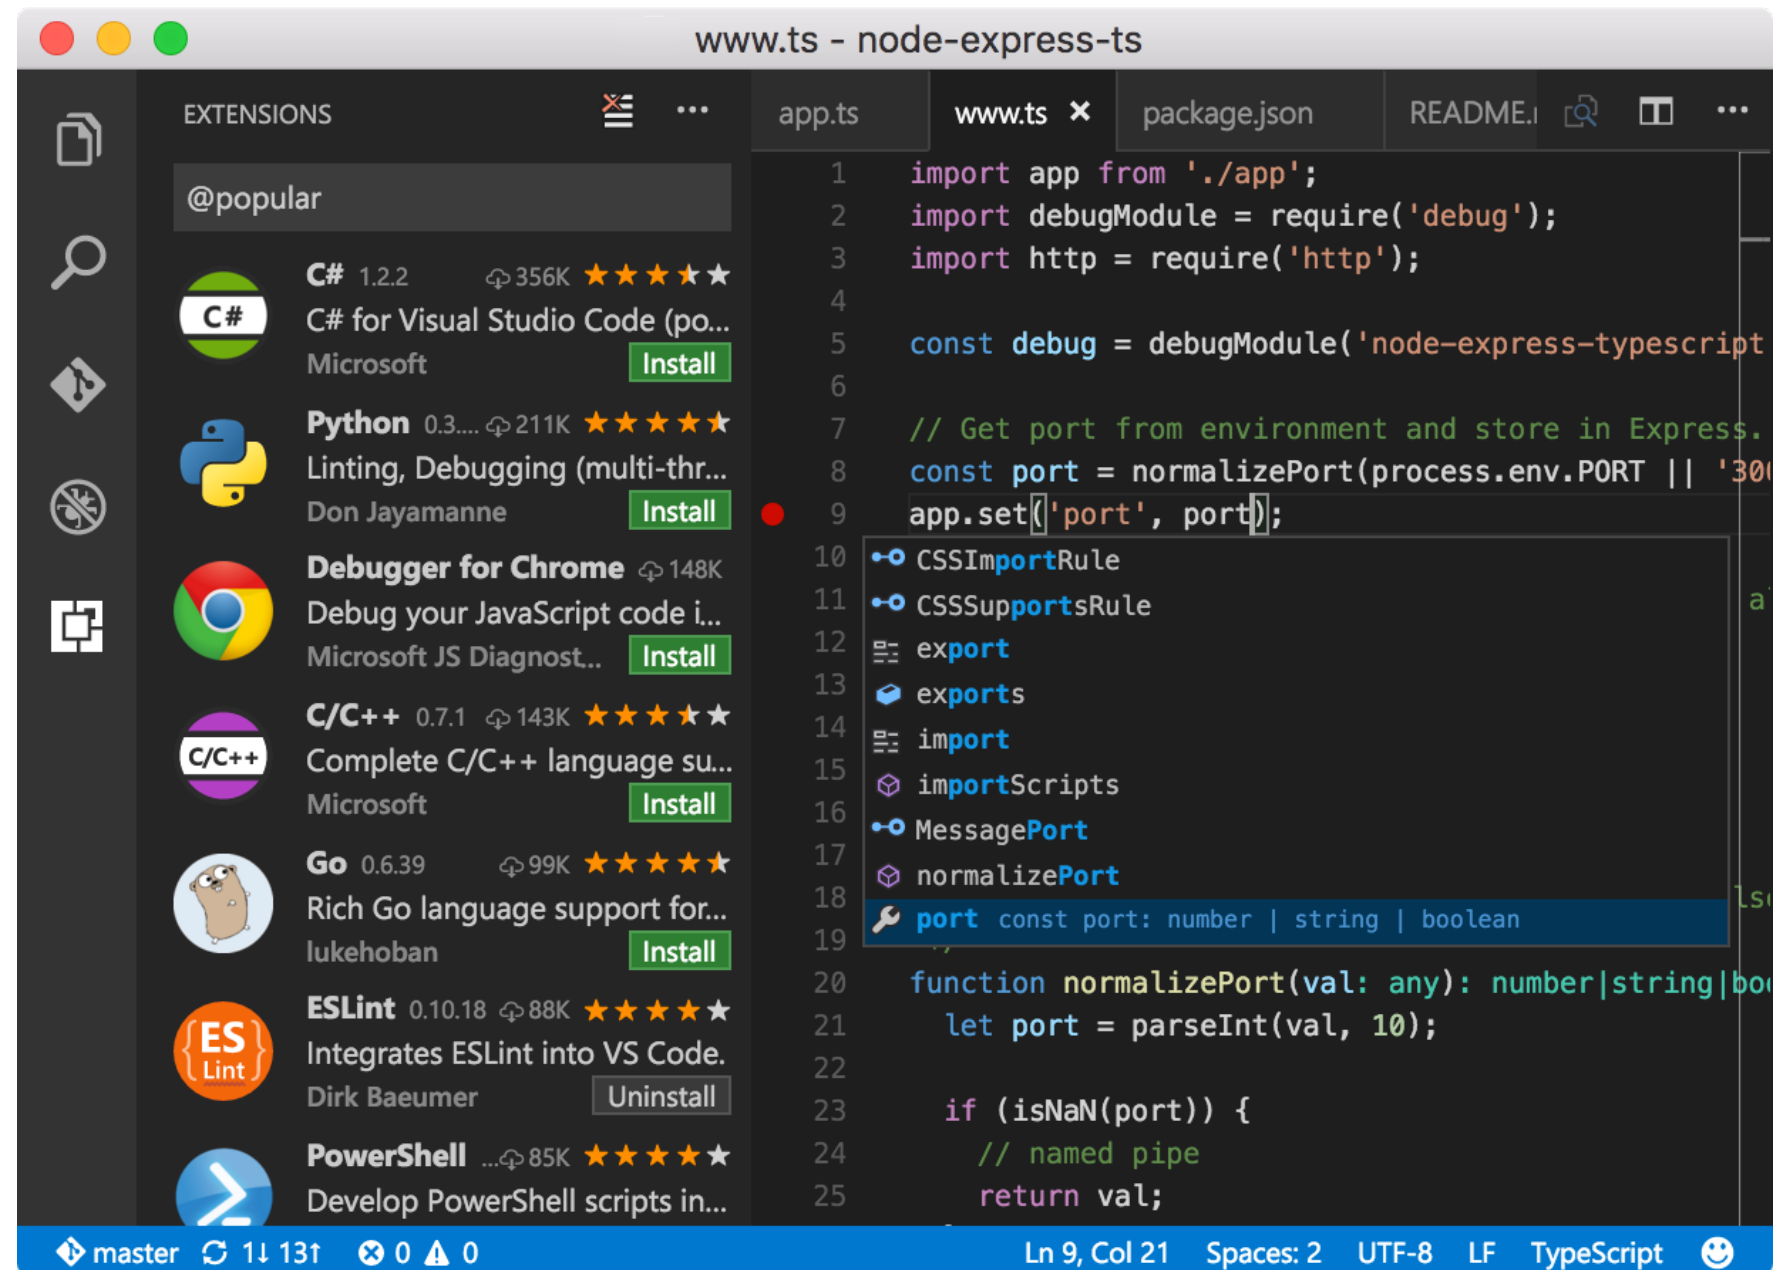 www.ts - node-express-ts
EXTENSIONS
@popular
C#
C# 1.2.2 356K
C# for Visual Studio Code (po...
Microsoft Install
Python 0.3.... 211K
Linting, Debugging (multi-thr...
Don Jayamanne Install
Debugger for Chrome 148K
Debug your JavaScript code i...
Microsoft JS Diagnost... Install
C/C++
C/C++ 0.7.1 143K
Complete C/C++ language su...
Microsoft Install
Go 0.6.39 99K
Rich Go language support for...
lukehoban Install
{ES
Lint}
ESLint 0.10.18 88K
Integrates ESLint into VS Code.
Dirk Baeumer Uninstall
PowerShell ... 85K
Develop PowerShell scripts in...
app.ts www.ts × package.json README. ...
1 import app from './app';
2 import debugModule = require('debug');
3 import http = require('http');
4
5 const debug = debugModule('node-express-typescript
6
7 // Get port from environment and store in Express.
8 const port = normalizePort(process.env.PORT || '300
9 app.set('port', port);
10 CSSImportRule
11 CSSSupportsRule
12 export
13 exports
14 import
15 importScripts
16 MessagePort
17 normalizePort
18 port const port: number | string | boolean
19
20 function normalizePort(val: any): number|string|boo
21 let port = parseInt(val, 10);
22
23 if (isNaN(port)) {
24 // named pipe
25 return val;
master 1↓ 13↑ 0 0 Ln 9, Col 21 Spaces: 2 UTF-8 LF TypeScript